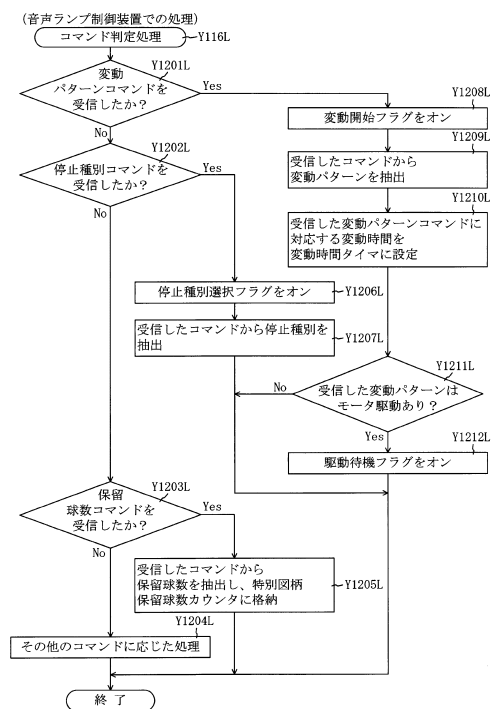 (音声ランプ制御装置での処理)
コマンド判定処理
Y116L
Y1201L
変動
パターンコマンドを
受信したか？
Yes
No
Y1208L
変動開始フラグをオン
Y1209L
受信したコマンドから
変動パターンを抽出
Y1210L
受信した変動パターンコマンドに
対応する変動時間を
変動時間タイマに設定
Y1202L
停止種別コマンドを
受信したか？
Yes
No
停止種別選択フラグをオン
Y1206L
受信したコマンドから停止種別を
抽出
Y1207L
Y1211L
受信した変動パターンは
モータ駆動あり？
No
Yes
Y1212L
駆動待機フラグをオン
Y1203L
保留
球数コマンドを
受信したか？
Yes
No
受信したコマンドから
保留球数を抽出し、特別図柄
保留球数カウンタに格納
Y1205L
Y1204L
その他のコマンドに応じた処理
終 了